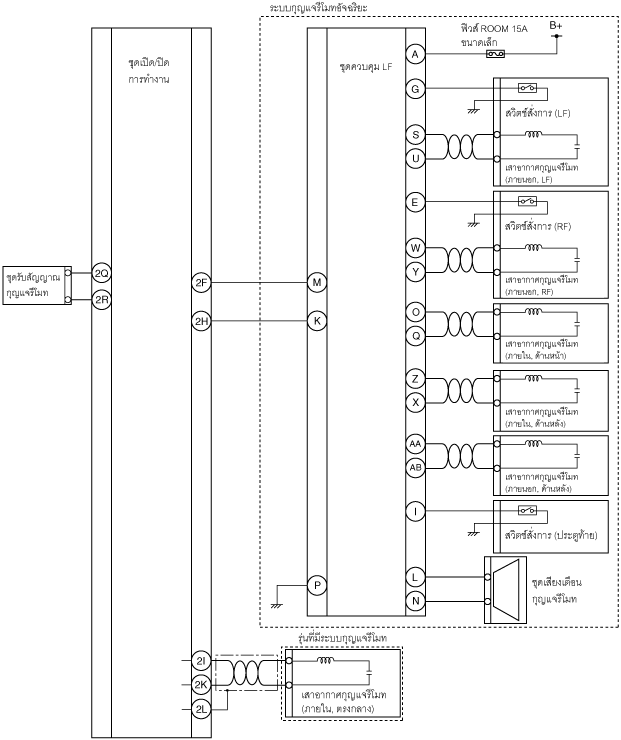 ระบบกุญแจรีโมทอัจฉริยะ
ชุดเปิด/ปิด
การทำงาน
ชุดควบคุม LF
ฟิวส์ ROOM 15A
ขนาดเล็ก
B+
A
G
สวิตช์สั่งการ (LF)
S
U
เสาอากาศกุญแจรีโมท
(ภายนอก, LF)
E
สวิตช์สั่งการ (RF)
W
Y
เสาอากาศกุญแจรีโมท
(ภายนอก, RF)
ชุดรับสัญญาณ
กุญแจรีโมท
2Q
2R
2F
M
2H
K
O
Q
เสาอากาศกุญแจรีโมท
(ภายใน, ด้านหน้า)
Z
X
เสาอากาศกุญแจรีโมท
(ภายใน, ด้านหลัง)
AA
AB
เสาอากาศกุญแจรีโมท
(ภายนอก, ด้านหลัง)
I
สวิตช์สั่งการ (ประตูท้าย)
P
L
N
ชุดเสียงเตือน
กุญแจรีโมท
รุ่นที่มีระบบกุญแจรีโมท
2I
2K
2L
เสาอากาศกุญแจรีโมท
(ภายใน, ตรงกลาง)